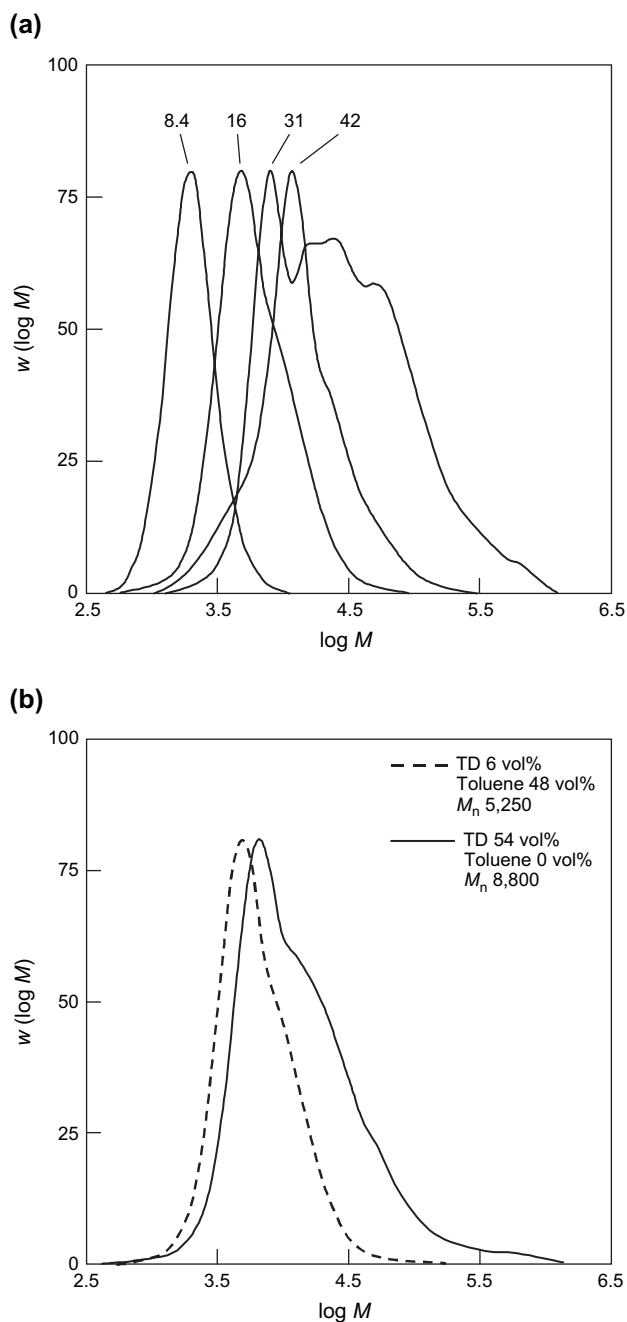 (a)
100
8.4 16 31 42
75
w (log M)
50
25
0
2.5 3.5 4.5 5.5 6.5
log M
(b)
100
TD 6 vol%
Toluene 48 vol%
Mn 5,250
TD 54 vol%
Toluene 0 vol%
Mn 8,800
75
w (log M)
50
25
0
2.5 3.5 4.5 5.5 6.5
log M